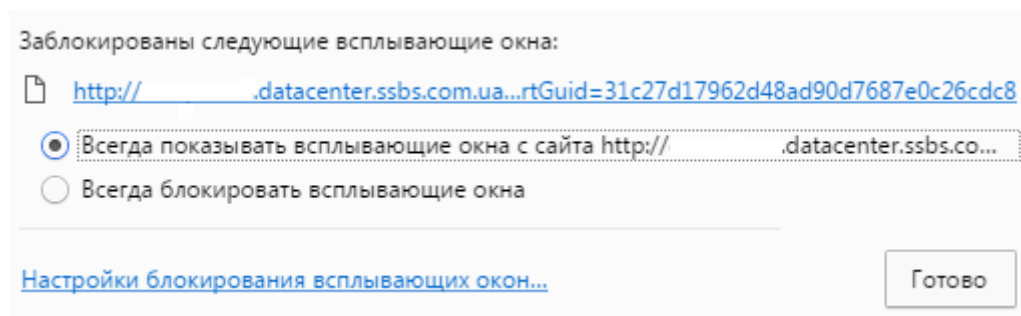 Заблокированы следующие всплывающие окна:
http:// .datacenter.ssbs.com.ua...rtGuid=31c27d17962d48ad90d7687e0c26cdc8
Всегда показывать всплывающие окна с сайта http:// .datacenter.ssbs.co...
Всегда блокировать всплывающие окна
Настройки блокирования всплывающих окон...
Готово